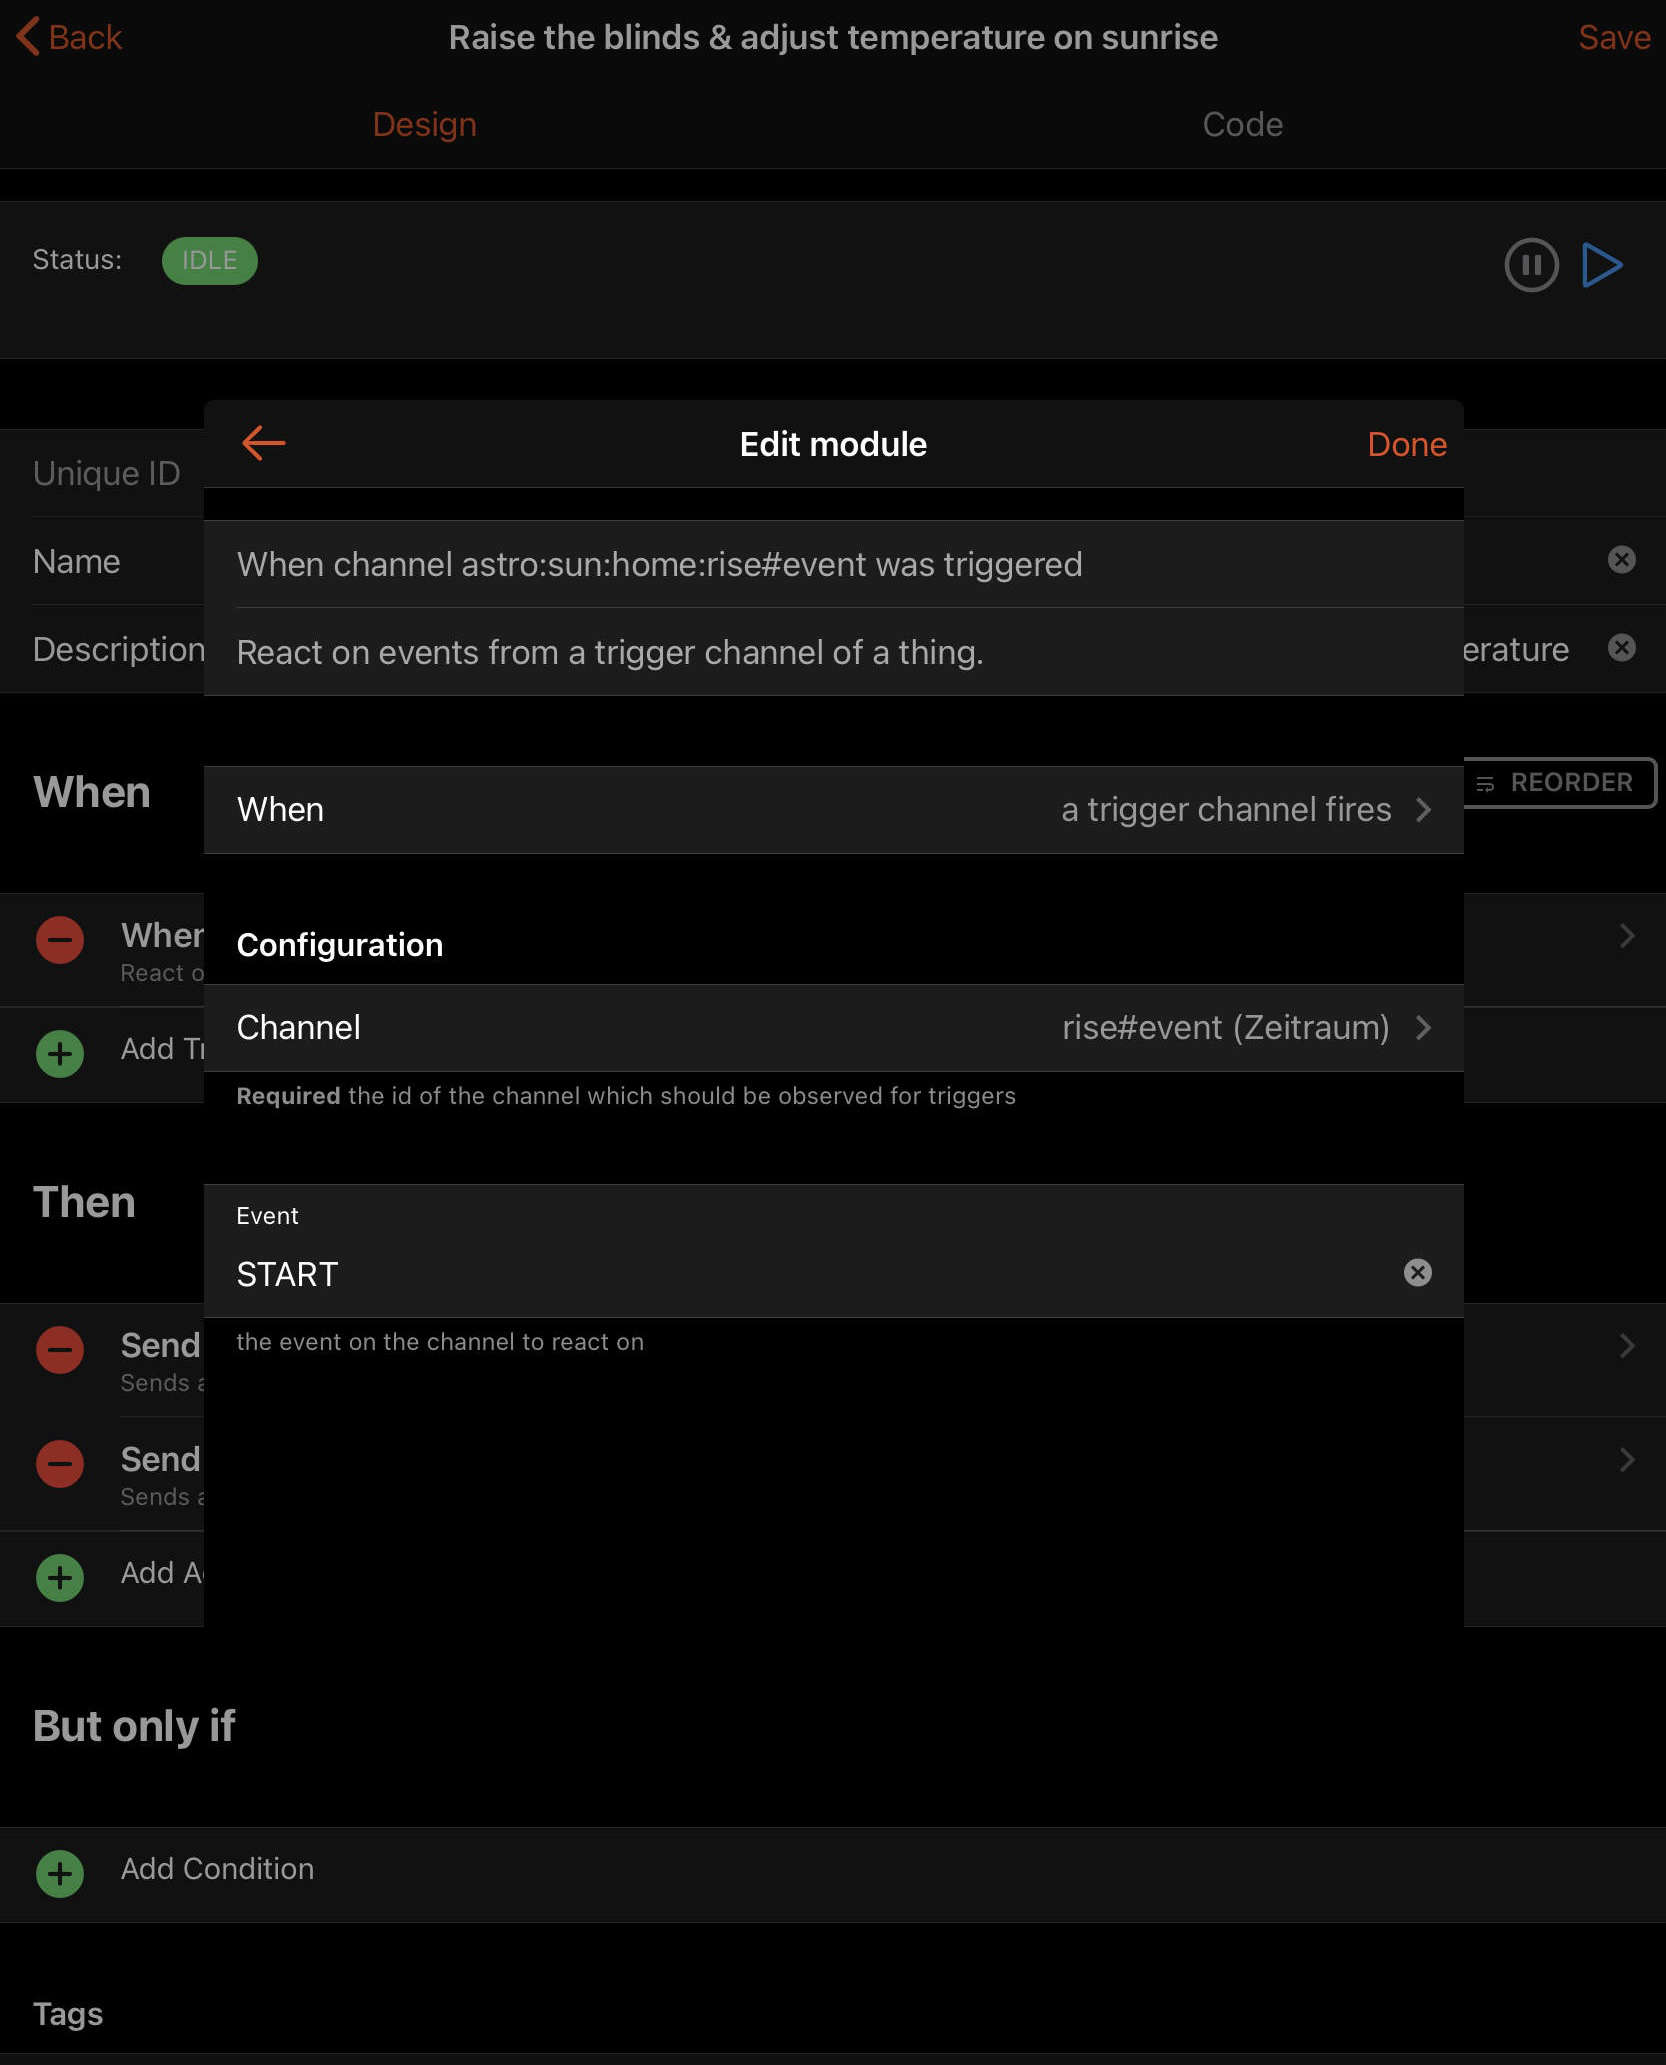 Back
Raise the blinds & adjust temperature on sunrise
Save
Design
Code
Status:
IDLE
Edit module
Done
Unique ID
When channel astro:sun:home:rise#event was triggered
Name
React on events from a trigger channel of a thing.
Description
erature
When
REORDER
When
a trigger channel fires
When
React o
Configuration
Channel
rise#event (Zeitraum)
Add Tr
Required the id of the channel which should be observed for triggers
Then
Event
START
the event on the channel to react on
Send
Sends a
Send
Sends a
Add A
But only if
Add Condition
Tags